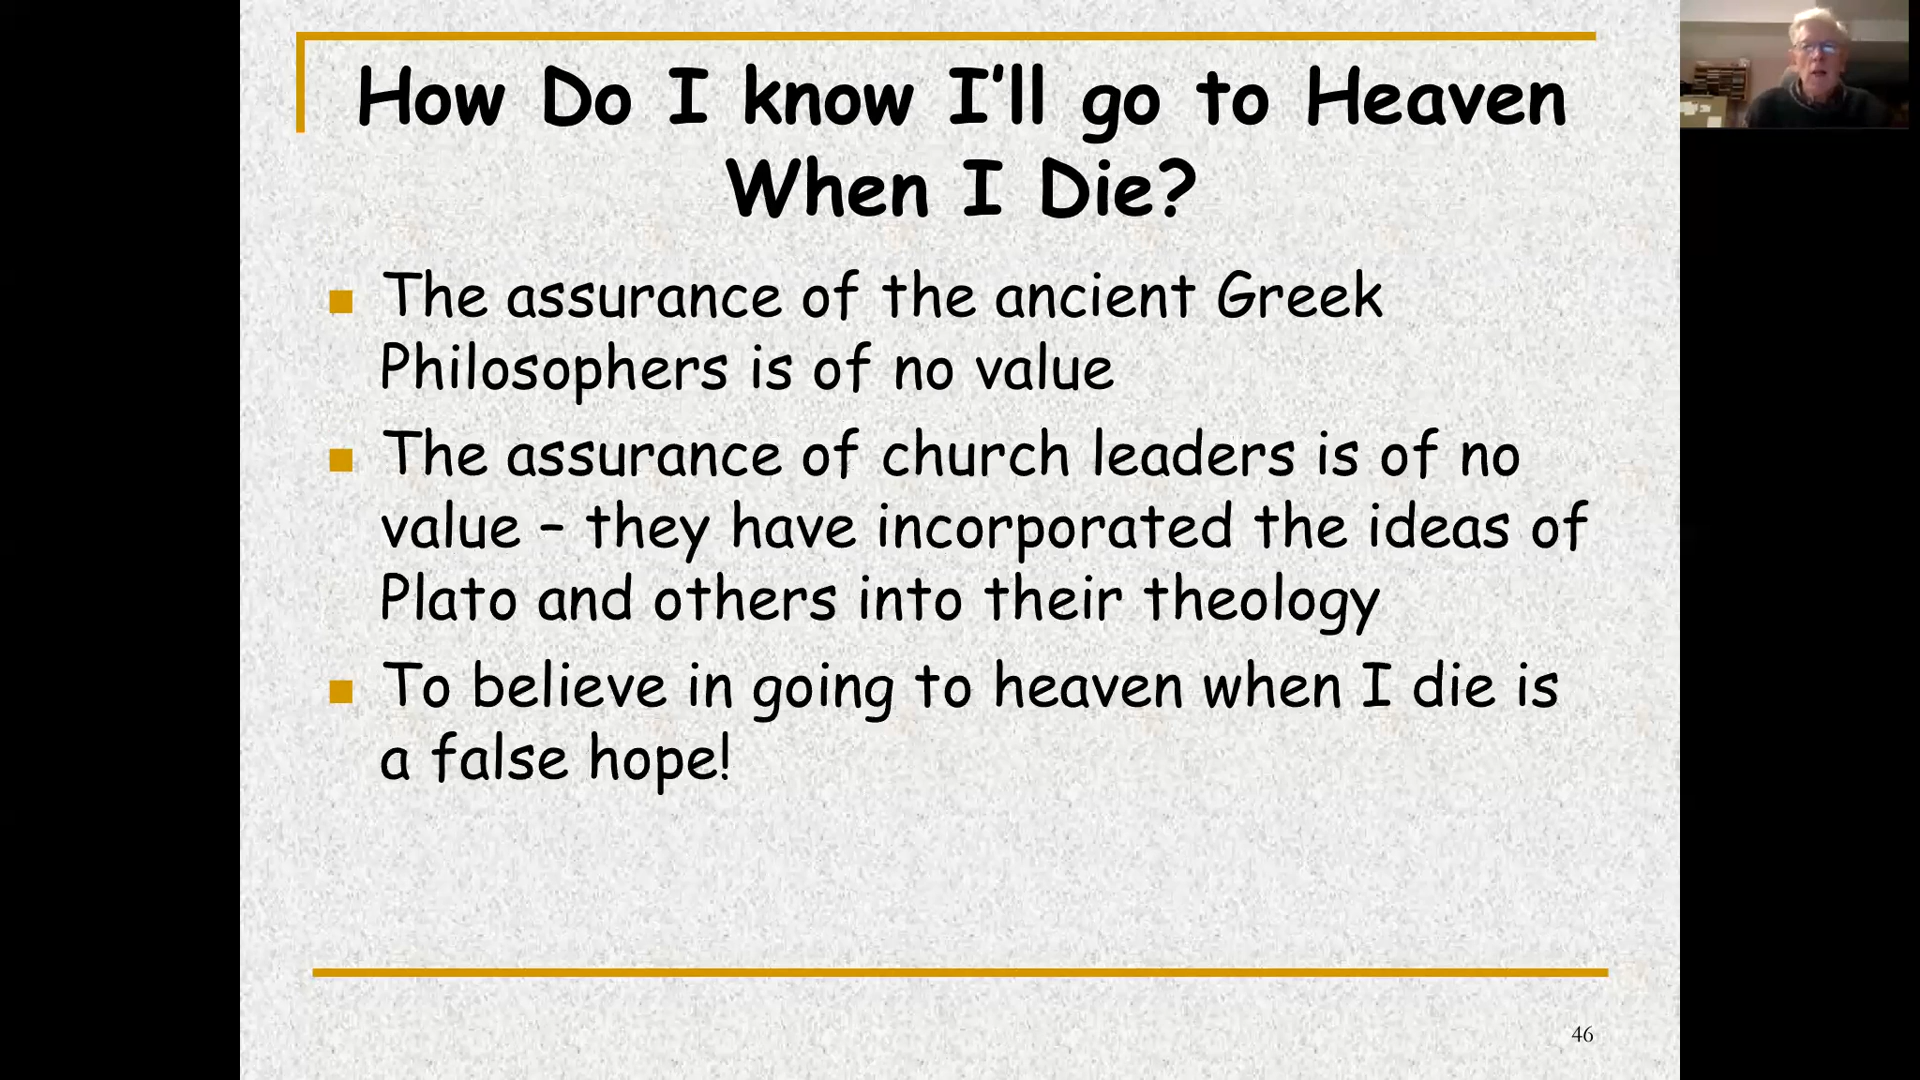 How Do I know I'll go to Heaven
When I Die?
The assurance of the ancient Greek
Philosophers is of no value
The assurance of church leaders is of no
value – they have incorporated the ideas of
Plato and others into their theology
To believe in going to heaven when I die is
a false hope!
46